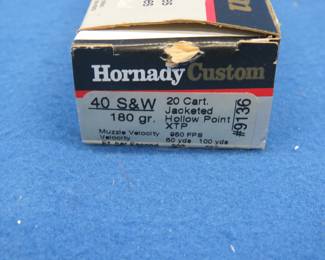 Hornady Custom
40 S&W
180 gr.
20 Cart.
Jacketed
Hollow Point
XTP
#9136
Muzzle Velocity 950 FPS
Velocity 50 yds 100 yds